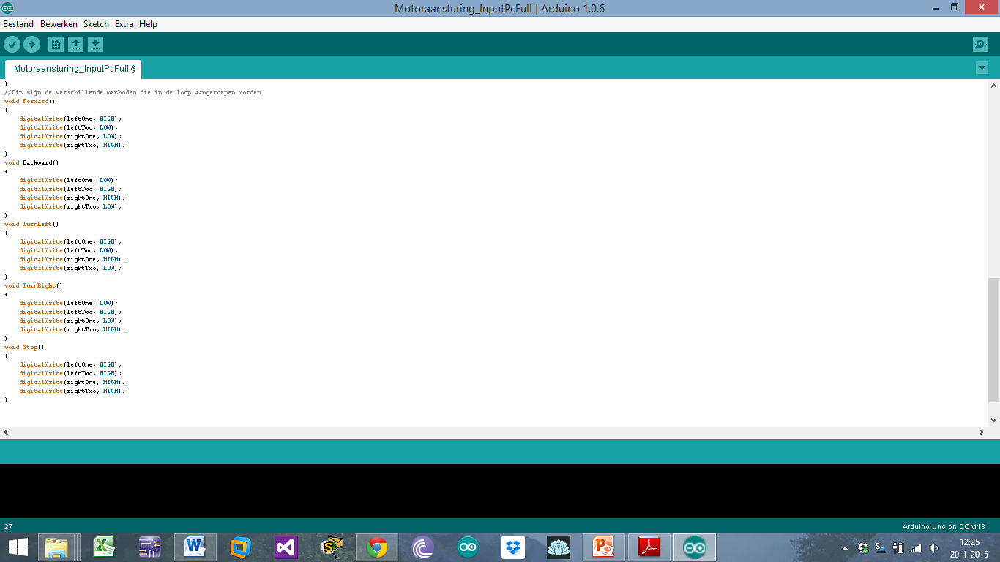 Motoraansturing_InputPcFull | Arduino 1.0.6
Bestand Bewerken Sketch Extra Help
Motoraansturing_InputPcFull §
}
//Dit zijn de verschillende methoden die in de loop aangeroepen worden
void Forward()
{
    digitalWrite(leftOne, HIGH);
    digitalWrite(leftTwo, LOW);
    digitalWrite(rightOne, LOW);
    digitalWrite(rightTwo, HIGH);
}
void Backward()
{
    digitalWrite(leftOne, LOW);
    digitalWrite(leftTwo, HIGH);
    digitalWrite(rightOne, HIGH);
    digitalWrite(rightTwo, LOW);
}
void TurnLeft()
{
    digitalWrite(leftOne, HIGH);
    digitalWrite(leftTwo, LOW);
    digitalWrite(rightOne, HIGH);
    digitalWrite(rightTwo, LOW);
}
void TurnRight()
{
    digitalWrite(leftOne, LOW);
    digitalWrite(leftTwo, HIGH);
    digitalWrite(rightOne, LOW);
    digitalWrite(rightTwo, HIGH);
}
void Stop()
{
    digitalWrite(leftOne, HIGH);
    digitalWrite(leftTwo, HIGH);
    digitalWrite(rightOne, HIGH);
    digitalWrite(rightTwo, HIGH);
}
27 Arduino Uno on COM13
12:25
20-1-2015